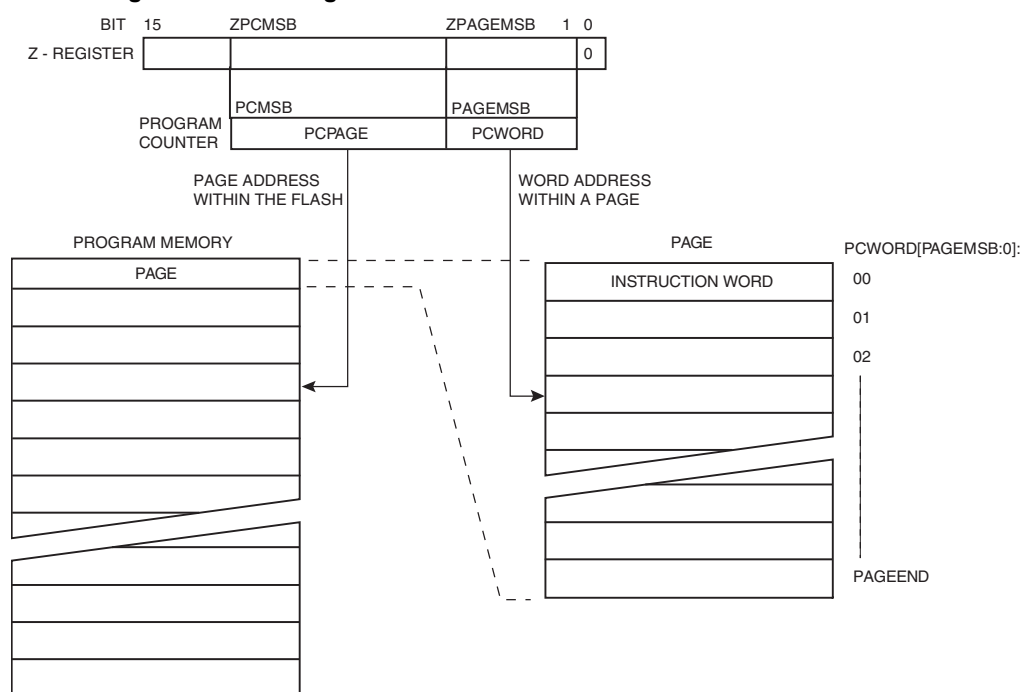 BIT 15 ZPCMSB ZPAGEMSB 1 0
Z - REGISTER 0
PCMSB PAGEMSB
PROGRAM
COUNTER
PCPAGE PCWORD
PAGE ADDRESS
WITHIN THE FLASH
WORD ADDRESS
WITHIN A PAGE
PROGRAM MEMORY
PAGE
PAGE
PCWORD[PAGEMSB:0]:
INSTRUCTION WORD 00
01
02
PAGEEND